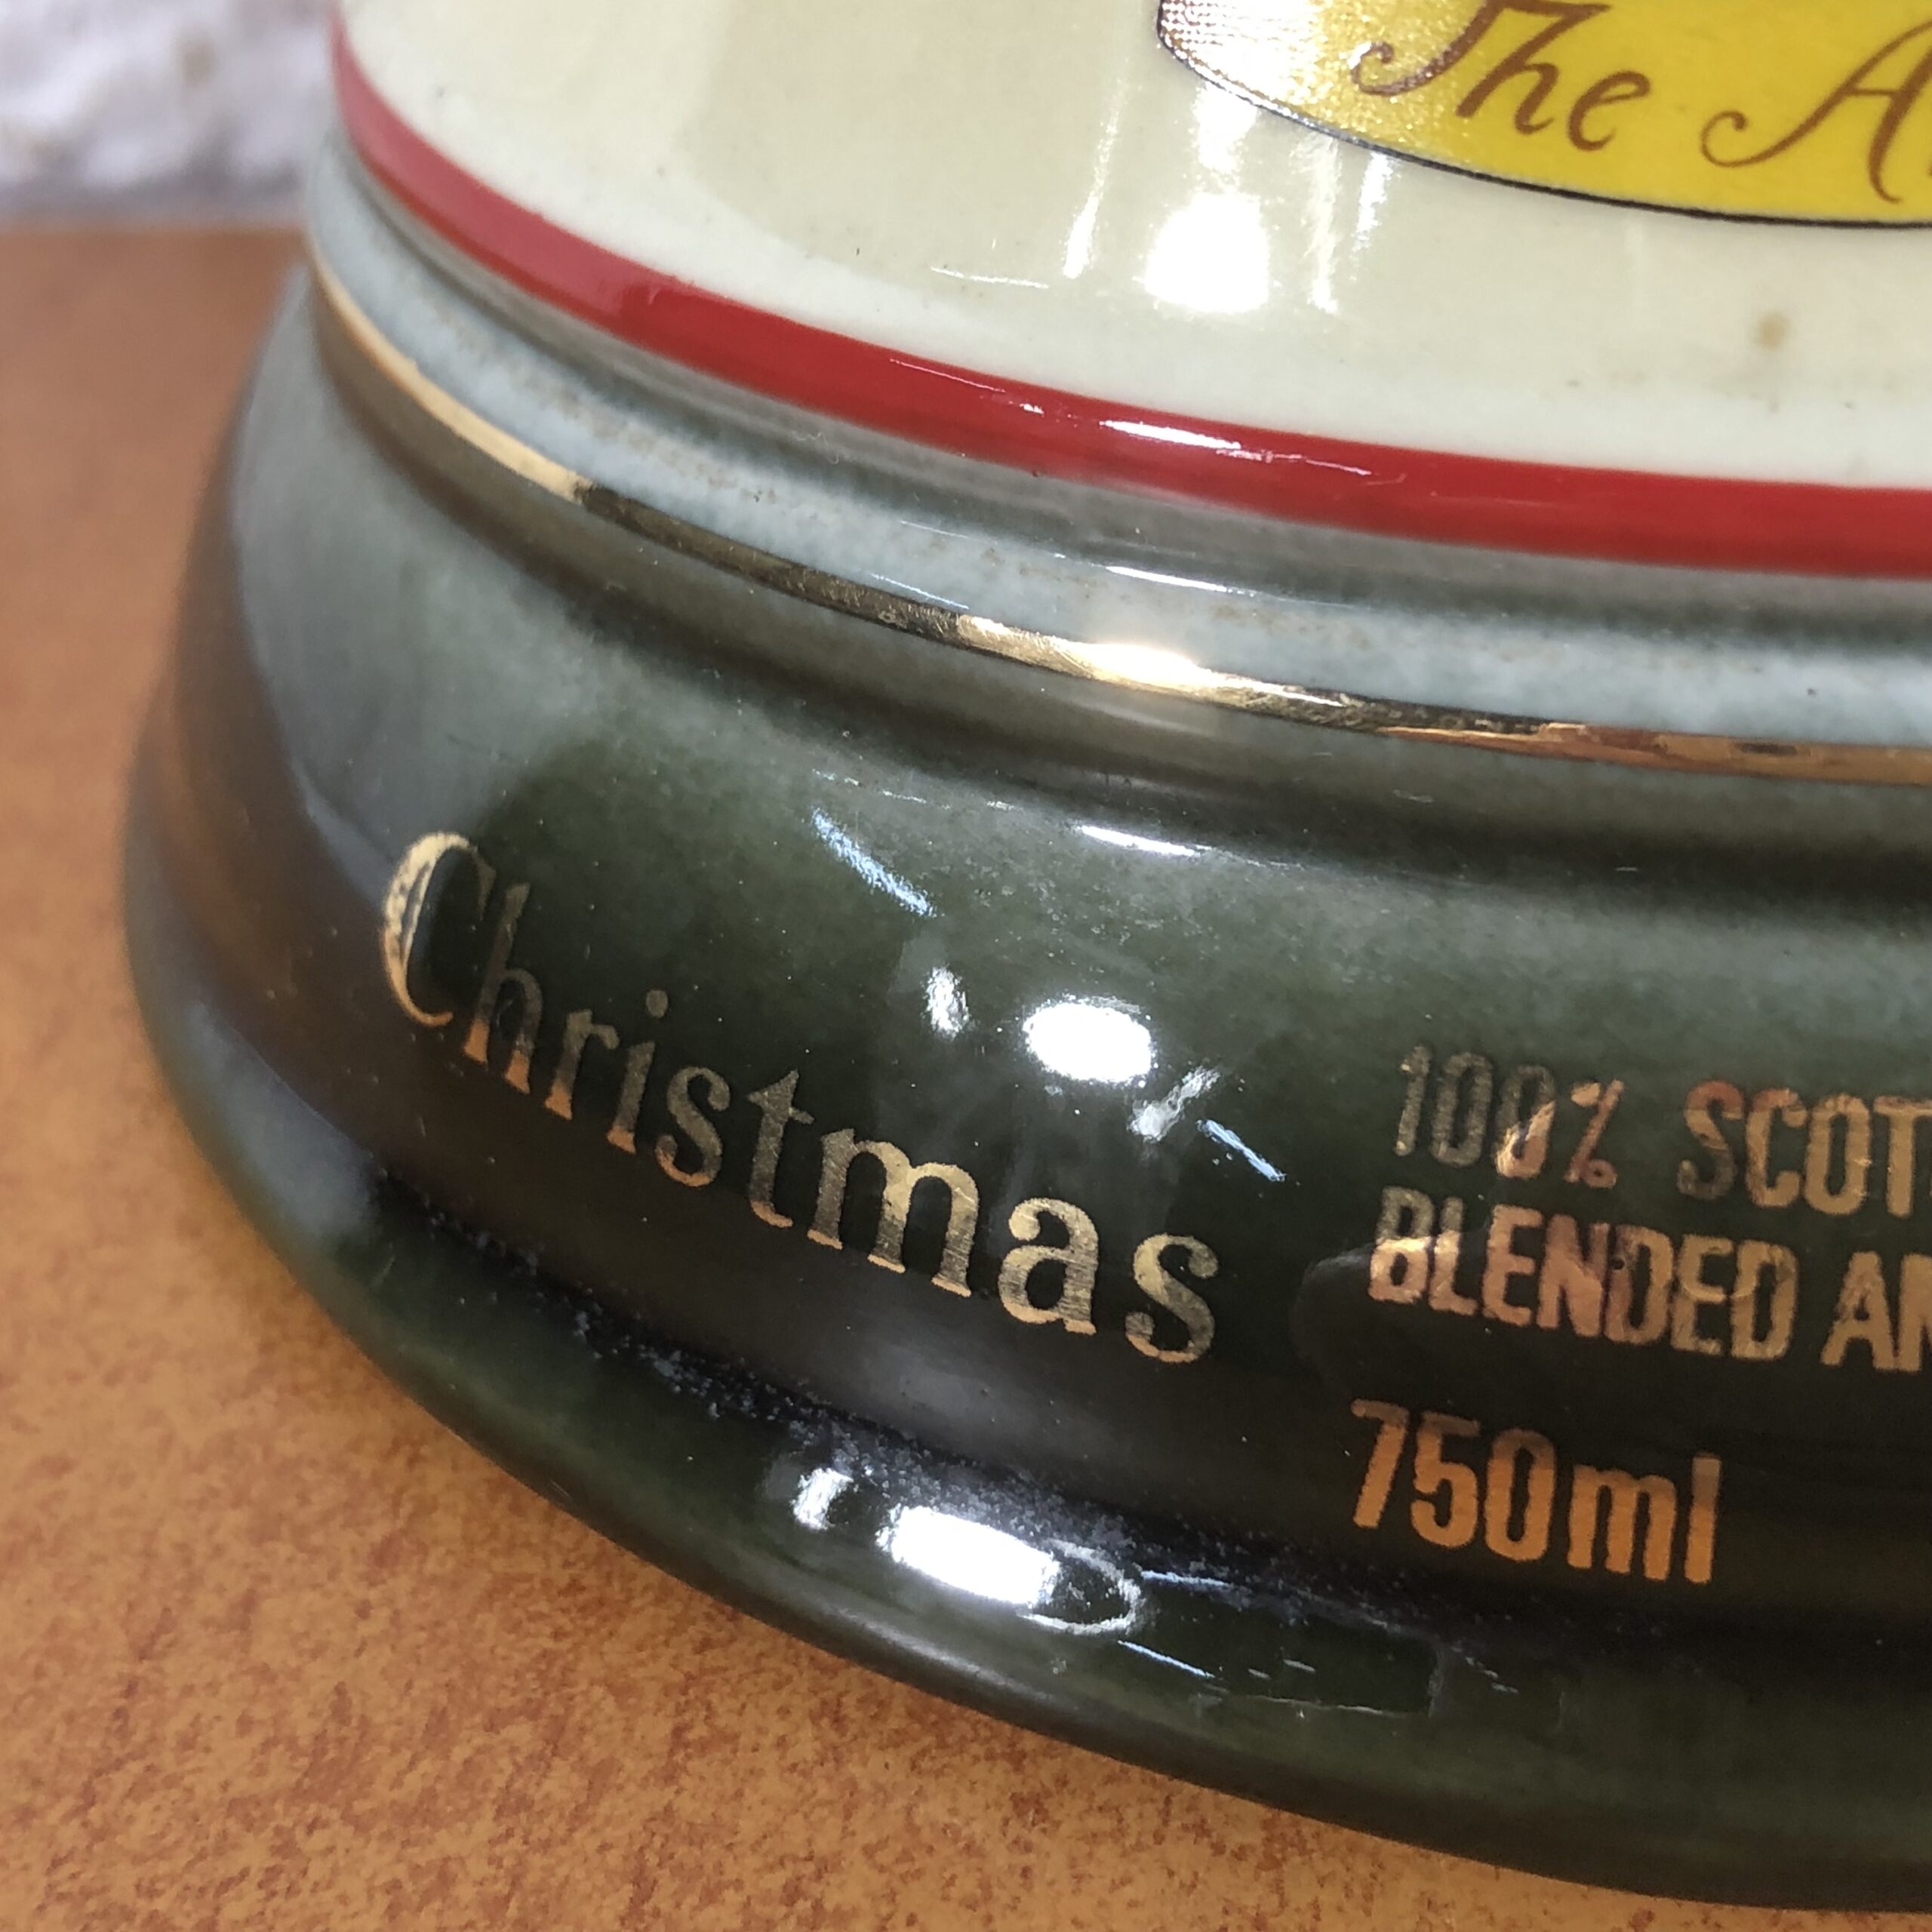 The A
Christmas
100% SCOT
BLENDED AN
750ml